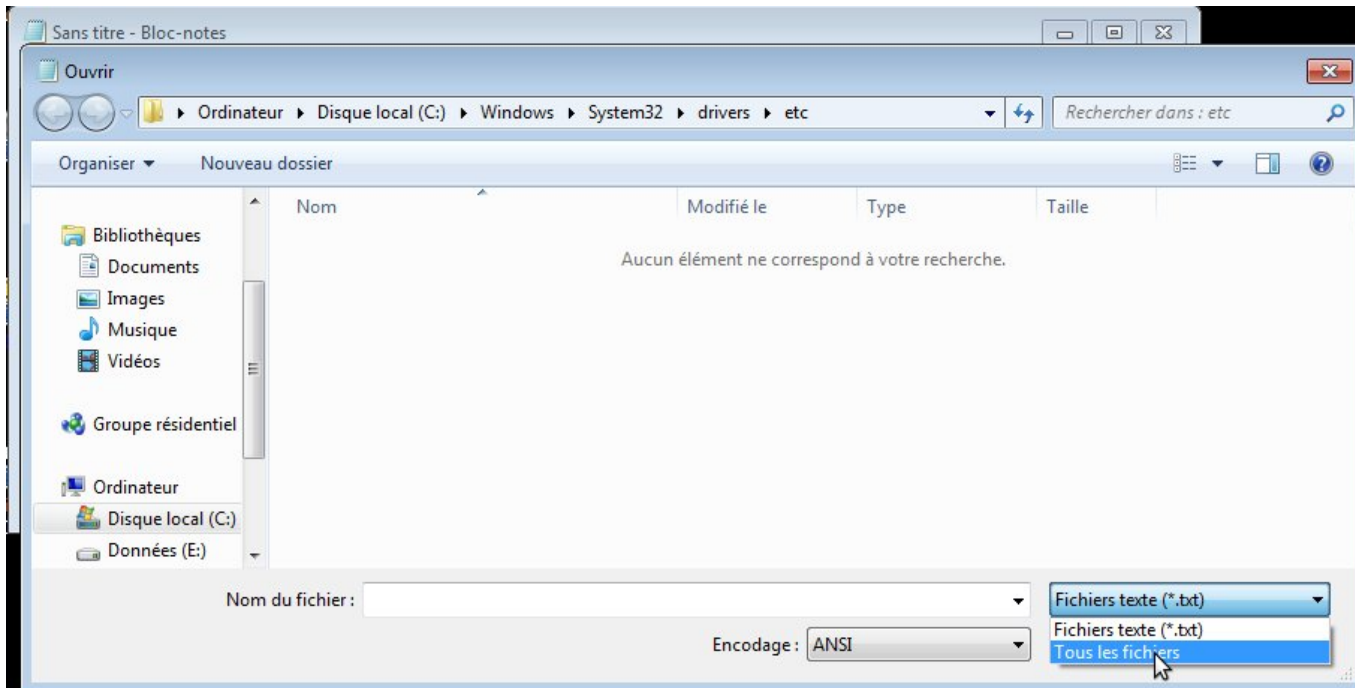 Sans titre - Bloc-notes
Ouvrir
Ordinateur Disque local (C:) Windows System32 drivers etc
Rechercher dans : etc
Organiser Nouveau dossier
Nom Modifié le Type Taille
Aucun élément ne correspond à votre recherche.
Bibliothèques
Documents
Images
Musique
Vidéos
Groupe résidentiel
Ordinateur
Disque local (C:)
Données (E:)
Nom du fichier :
Fichiers texte (*.txt)
Encodage : ANSI
Fichiers texte (*.txt)
Tous les fichiers